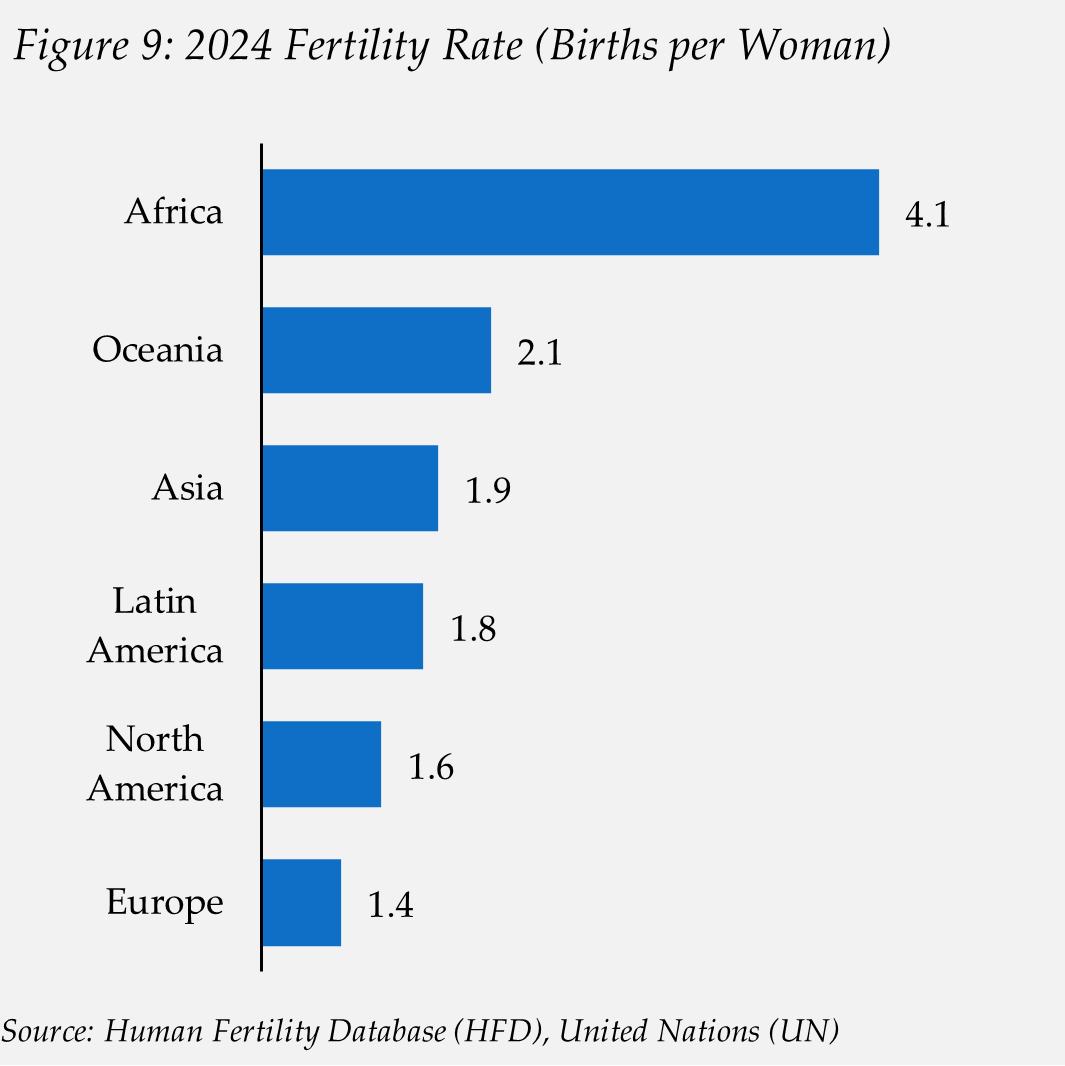 Figure 9: 2024 Fertility Rate (Births per Woman)
Africa
4.1
Oceania
2.1
Asia
1.9
Latin
America
1.8
North
America
1.6
Europe
1.4
Source: Human Fertility Database (HFD), United Nations (UN)